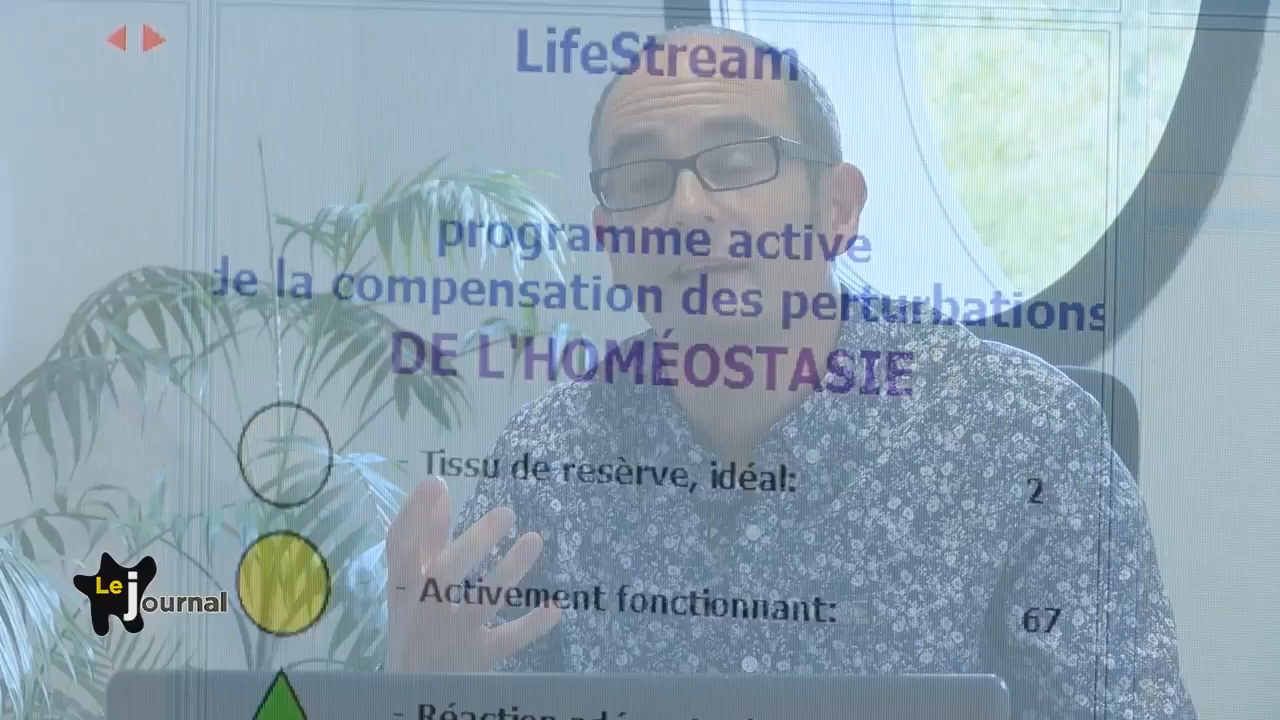 LifeStream
programme active
de la compensation des perturbations
DE L'HOMÉOSTASIE
- Tissu de resèrve, idéal: 2
- Activement fonctionnant: 67
Le journal
- Réaction